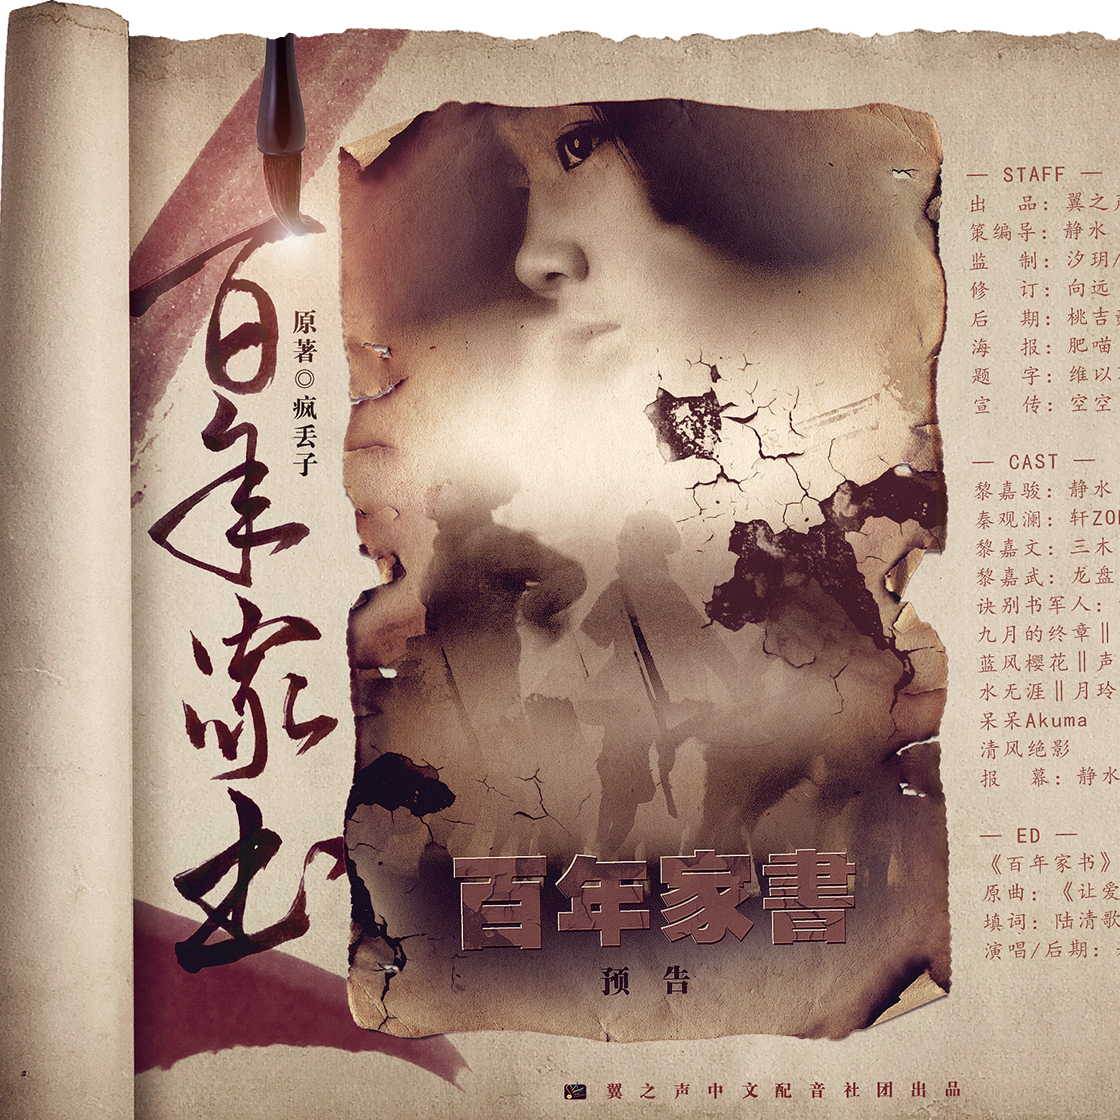 百年家书
原著◎疯丢子
百年家書
预告
— STAFF —
出品：翼之声
策编导：静水
监制：汐玥/
修订：向远
后期：桃吉
海报：肥喵
题字：维以
宣传：空空
— CAST —
黎嘉骏：静水
秦观澜：轩ZO
黎嘉文：三木
黎嘉武：龙盘
诀别书军人：
九月的终章‖
蓝风樱花‖声
水无涯‖月玲
呆呆Akuma
清风绝影
报幕：静水
— ED —
《百年家书》
原曲：《让爱
填词：陆清歌
演唱/后期：
翼之声中文配音社团出品